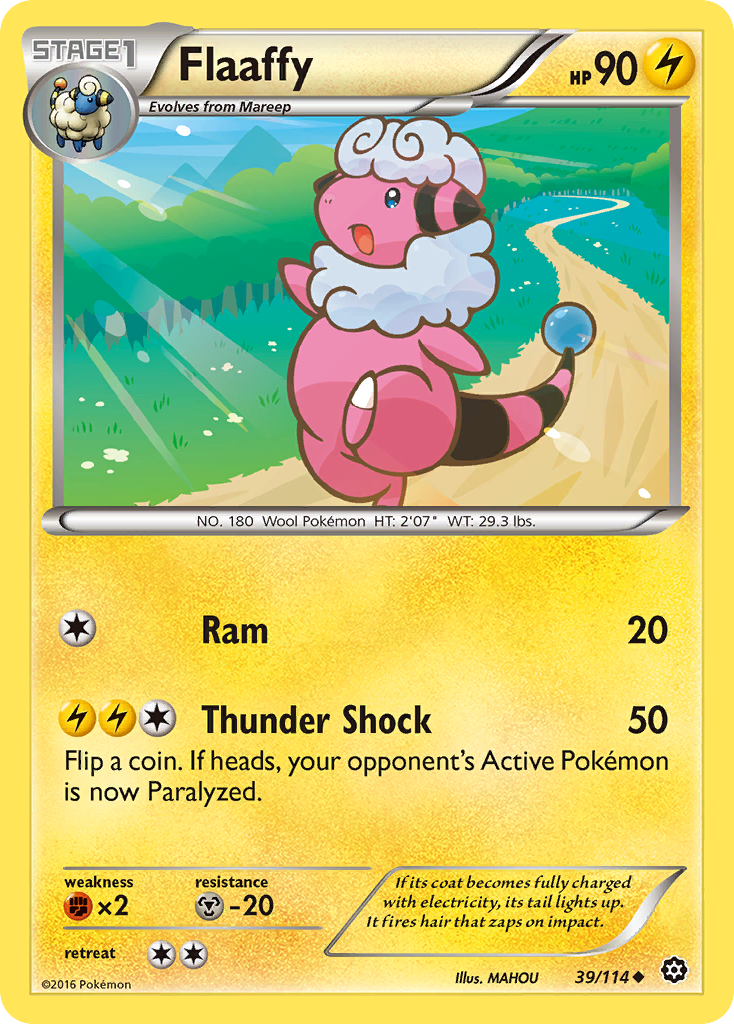 STAGE1
Flaaffy
HP 90
Evolves from Mareep
NO. 180 Wool Pokémon HT: 2'07" WT: 29.3 lbs.
Ram 20
Thunder Shock 50
Flip a coin. If heads, your opponent's Active Pokémon
is now Paralyzed.
weakness resistance
×2 -20
If its coat becomes fully charged
with electricity, its tail lights up.
It fires hair that zaps on impact.
retreat
©2016 Pokémon
Illus. MAHOU 39/114